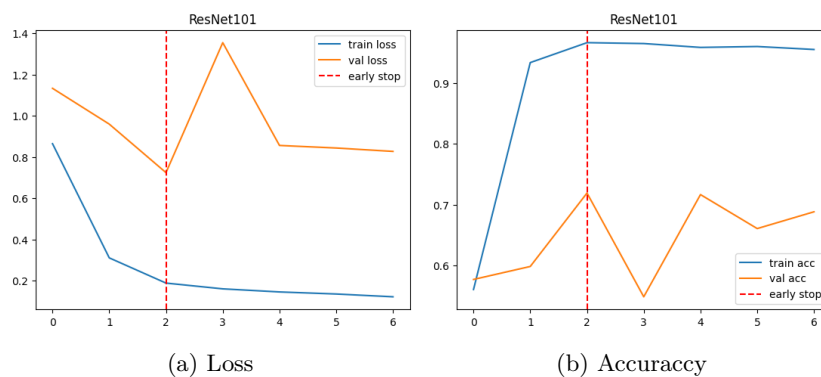 ResNet101
1.4
1.2
1.0
0.8
0.6
0.4
0.2
0 1 2 3 4 5 6
train loss
val loss
early stop
(a) Loss
ResNet101
0.9
0.8
0.7
0.6
0 1 2 3 4 5 6
train acc
val acc
early stop
(b) Accuraccy